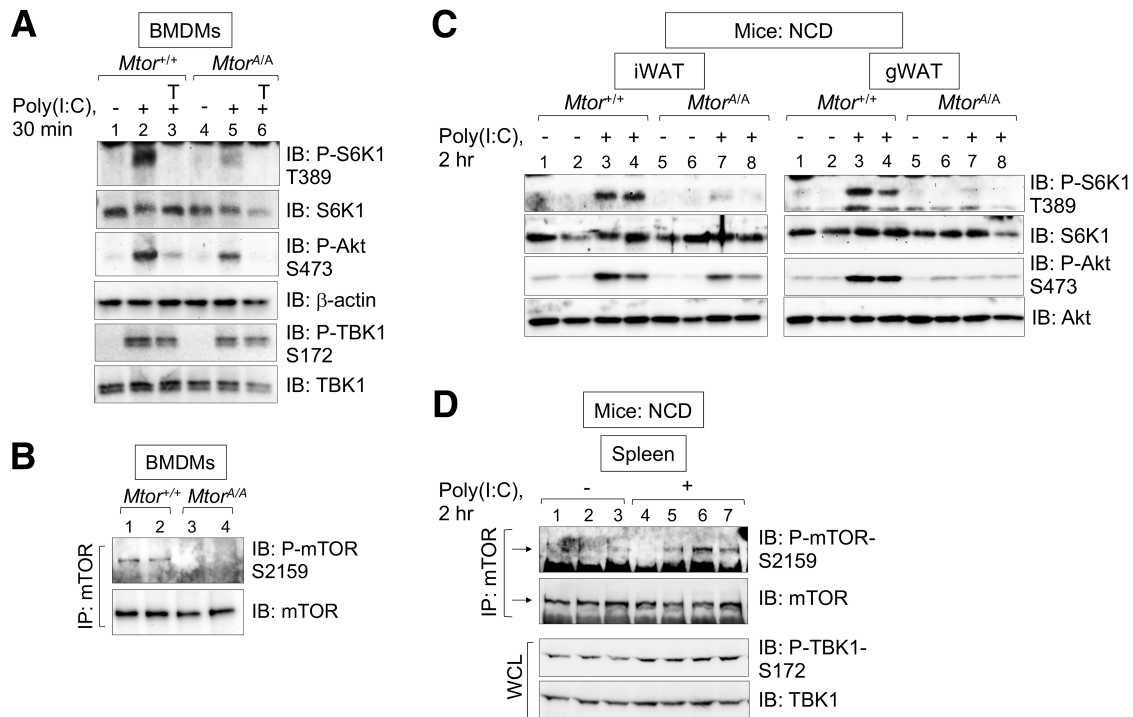 A
BMDMs
Mtor+/+ MtorA/A
T T
Poly(I:C), - + + - + +
30 min 1 2 3 4 5 6
IB: P-S6K1
T389
IB: S6K1
IB: P-Akt
S473
IB: β-actin
IB: P-TBK1
S172
IB: TBK1
B
BMDMs
Mtor+/+ MtorA/A
1 2 3 4
IP: mTOR
IB: P-mTOR
S2159
IB: mTOR
C
Mice: NCD
iWAT gWAT
Mtor+/+ MtorA/A Mtor+/+ MtorA/A
Poly(I:C), - - + + - - + + - - + + - - + +
2 hr 1 2 3 4 5 6 7 8 1 2 3 4 5 6 7 8
IB: P-S6K1
T389
IB: S6K1
IB: P-Akt
S473
IB: Akt
D
Mice: NCD
Spleen
Poly(I:C), - +
2 hr 1 2 3 4 5 6 7
IP: mTOR
IB: P-mTOR-
S2159
IB: mTOR
WCL
IB: P-TBK1-
S172
IB: TBK1